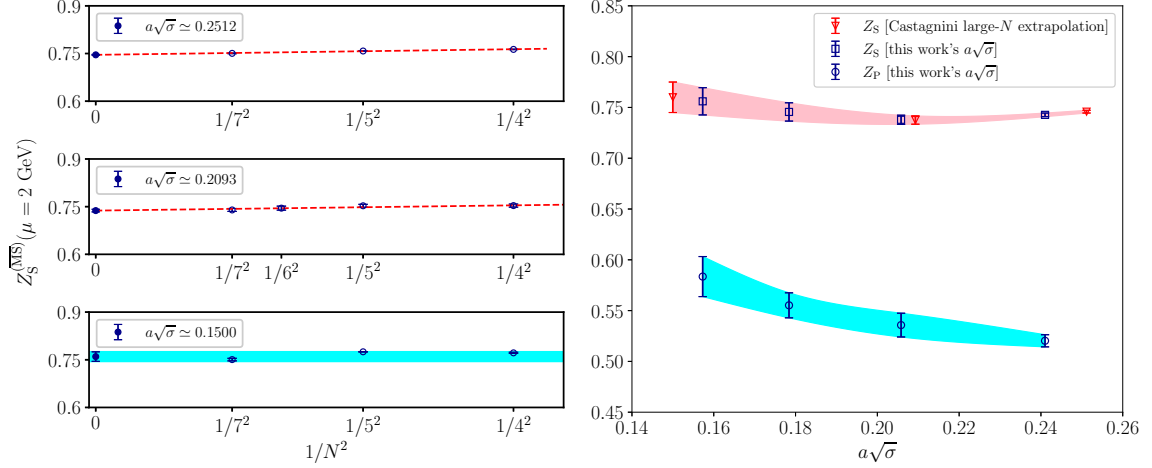 Z_S^{(\overline{MS})}(μ = 2 GeV)
0.9
0.75
0.6
a√σ ≃ 0.2512
0 1/7² 1/5² 1/4²
0.9
0.75
0.6
a√σ ≃ 0.2093
0 1/7² 1/6² 1/5² 1/4²
0.9
0.75
0.6
a√σ ≃ 0.1500
0 1/7² 1/5² 1/4²
1/N²
0.85
0.80
0.75
0.70
0.65
0.60
0.55
0.50
0.45
Z_S [Castagnini large-N extrapolation]
Z_S [this work's a√σ]
Z_P [this work's a√σ]
0.14 0.16 0.18 0.20 0.22 0.24 0.26
a√σ